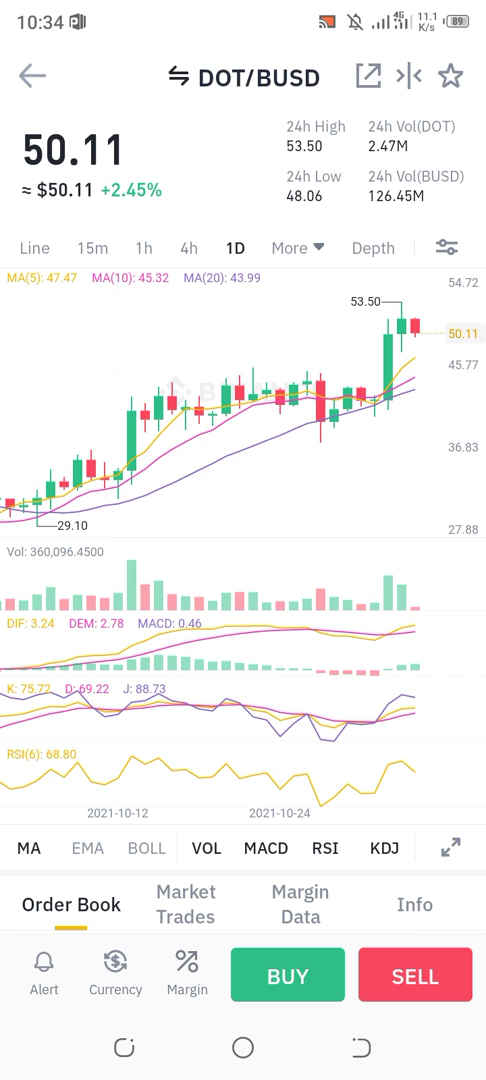 10:34
4G 11.1 K/s 89
DOT/BUSD
50.11
≈ $50.11 +2.45%
24h High 24h Vol(DOT)
53.50 2.47M
24h Low 24h Vol(BUSD)
48.06 126.45M
Line 15m 1h 4h 1D More Depth
MA(5): 47.47 MA(10): 45.32 MA(20): 43.99
54.72
53.50
50.11
45.77
36.83
29.10
27.88
Vol: 360,096.4500
DIF: 3.24 DEM: 2.78 MACD: 0.46
K: 75.72 D: 69.22 J: 88.73
RSI(6): 68.80
2021-10-12 2021-10-24
MA EMA BOLL VOL MACD RSI KDJ
Order Book Market Trades Margin Data Info
Alert Currency Margin BUY SELL